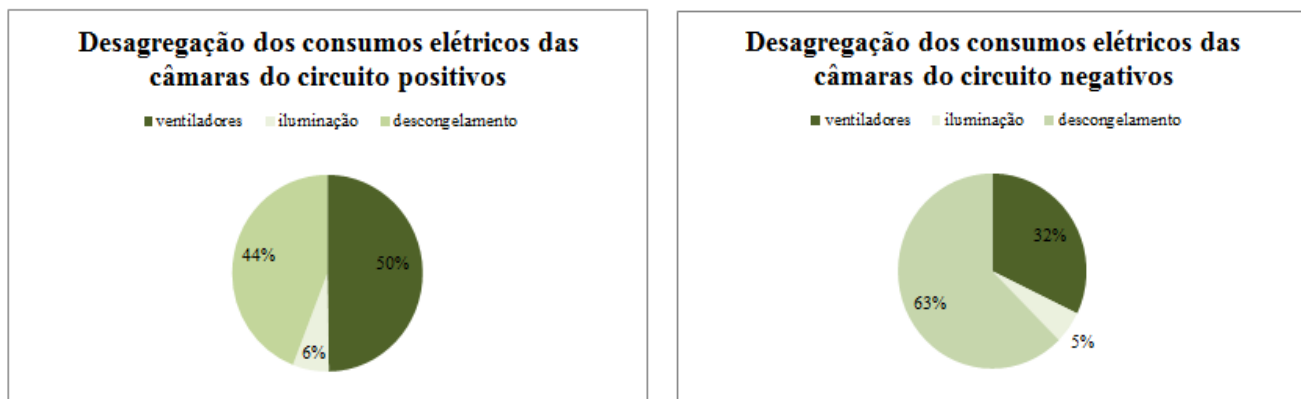 Desagregação dos consumos elétricos das
câmaras do circuito positivos
ventiladores iluminação descongelamento
44%
50%
6%
Desagregação dos consumos elétricos das
câmaras do circuito negativos
ventiladores iluminação descongelamento
32%
63%
5%